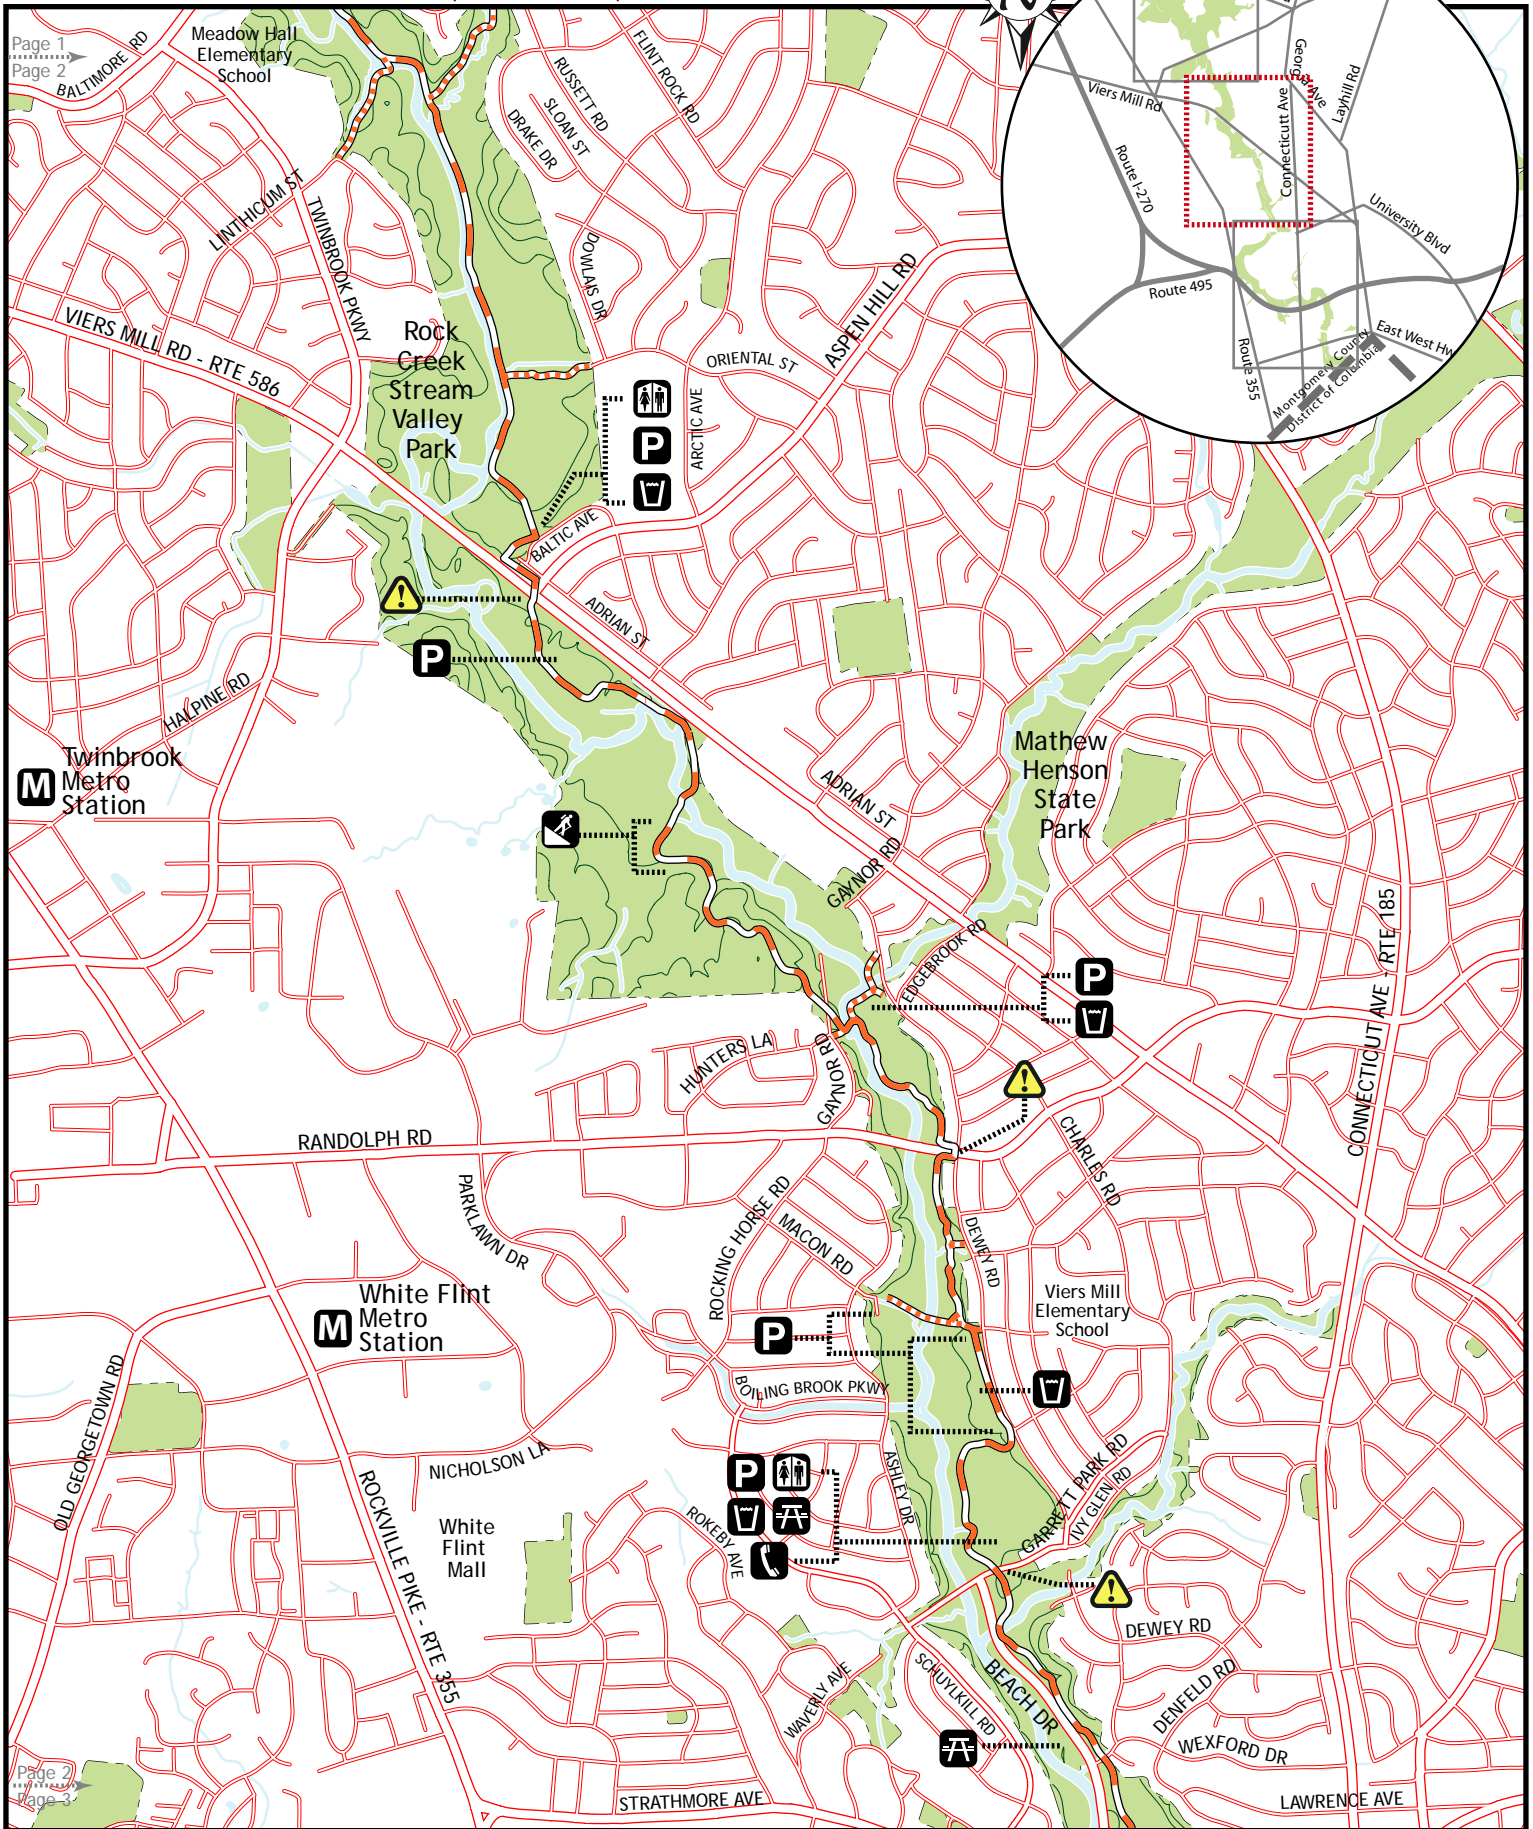 N
Page 1
Page 2
BALTIMORE RD
Meadow Hall
Elementary
School
FLINT ROCK RD
RUSSETT RD
SLOAN ST
DRAKE DR
Viers Mill Rd
Georgia Ave
Layhill Rd
Connecticutt Ave
Route I-270
University Blvd
Route 495
Route 355
East West Hw
Montgomery County
District of Columbia
LINTHICUM ST
TWINBROOK PKWY
DOWLAIS DR
ASPEN HILL RD
VIERS MILL RD - RTE 586
Rock
Creek
Stream
Valley
Park
ORIENTAL ST
ARCTIC AVE
P
BALTIC AVE
!
ADRIAN ST
P
HALPINE RD
M
Twinbrook
Metro
Station
Mathew
Henson
State
Park
ADRIAN ST
GAYNOR RD
CONNECTICUT AVE - RTE 185
EDGEBROOK RD
P
HUNTERS LA
GAYNOR RD
!
RANDOLPH RD
CHARLES RD
PARKLAWN DR
ROCKING HORSE RD
MACON RD
DEWEY RD
M
White Flint
Metro
Station
Viers Mill
Elementary
School
P
OLD GEORGETOWN RD
BOILING BROOK PKWY
NICHOLSON LA
ROCKVILLE PIKE - RTE 355
P
ASHLEY DR
GARRETT PARK RD
IVY GLEN RD
White
Flint
Mall
ROKEBY AVE
!
DEWEY RD
SCHUYLKILL RD
BEACH DR
WAVERLY AVE
DENFELD RD
WEXFORD DR
Page 2
Page 3
STRATHMORE AVE
LAWRENCE AVE